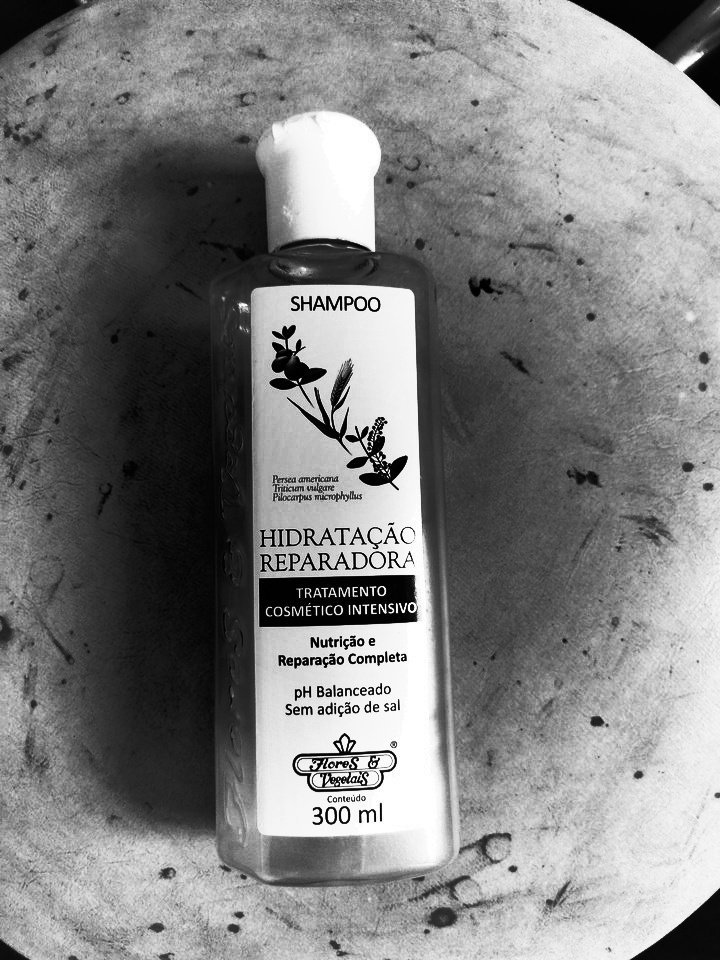 SHAMPOO
Persea americana
Triticum vulgare
Pilocarpus microphyllus
HIDRATAÇÃO
REPARADORA
TRATAMENTO
COSMÉTICO INTENSIVO
Nutrição e
Reparação Completa
pH Balanceado
Sem adição de sal
Flores & ®
Vegetais
Conteúdo
300 ml